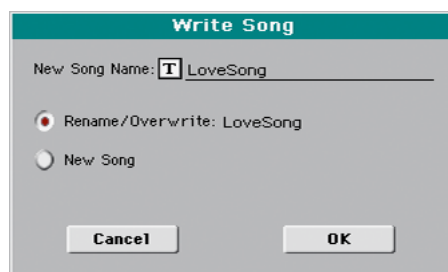 Write Song
New Song Name: T LoveSong
Rename/Overwrite: LoveSong
New Song
Cancel OK